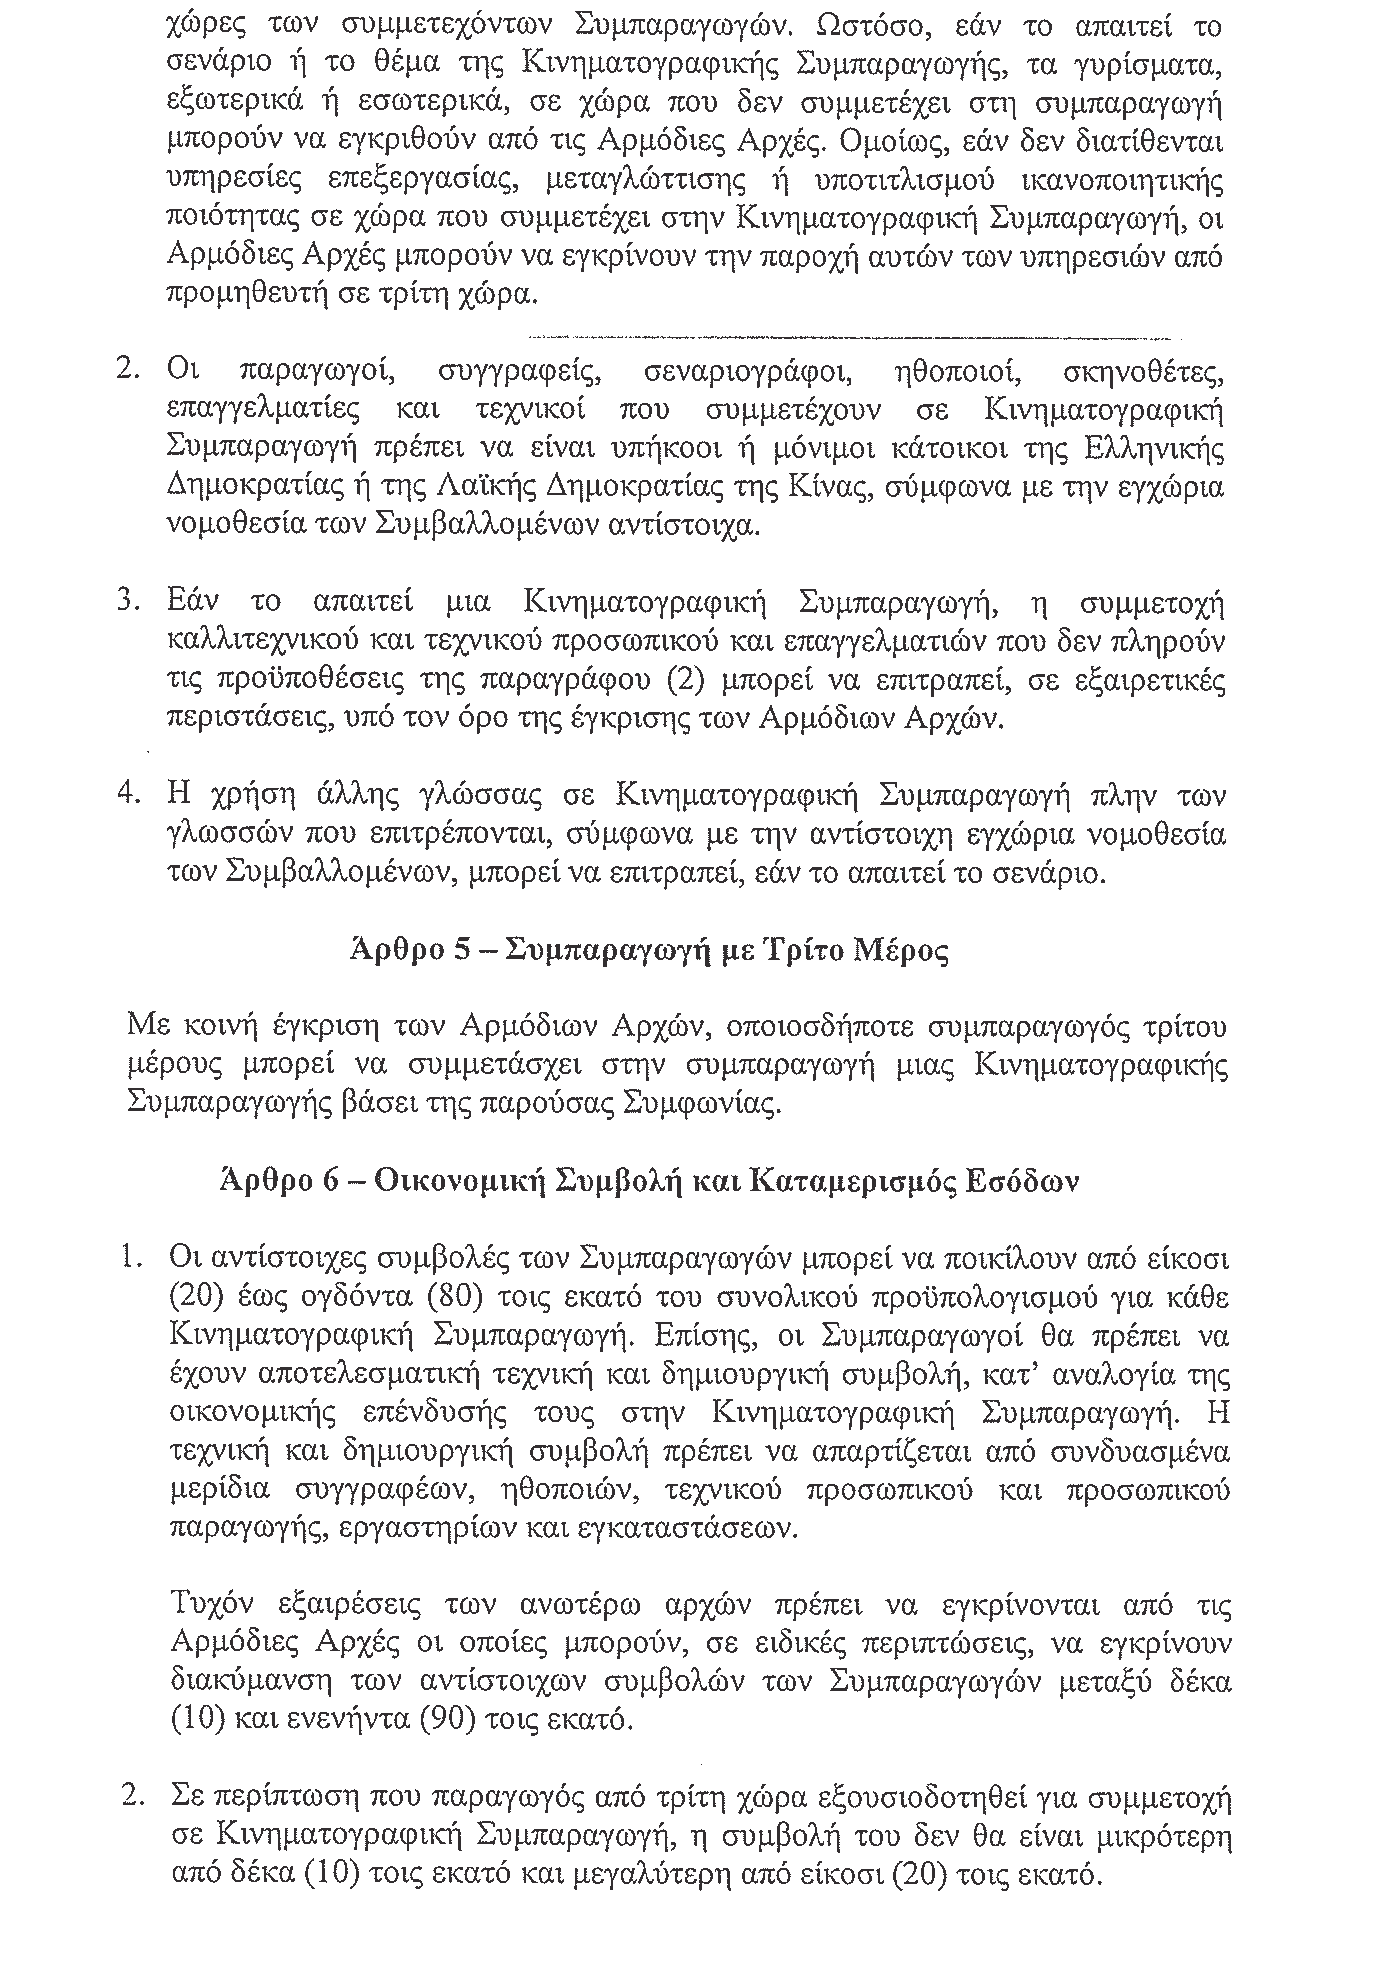 χώρες των συμμετεχόντων Συμπαραγωγών. Ωστόσο, εάν το απαιτεί το
σενάριο ή το θέμα της Κινηματογραφικής Συμπαραγωγής, τα γυρίσματα,
εξωτερικά ή εσωτερικά, σε χώρα που δεν συμμετέχει στη συμπαραγωγή
μπορούν να εγκριθούν από τις Αρμόδιες Αρχές. Ομοίως, εάν δεν διατίθενται
υπηρεσίες επεξεργασίας, μεταγλώττισης ή υποτιτλισμού ικανοποιητικής
ποιότητας σε χώρα που συμμετέχει στην Κινηματογραφική Συμπαραγωγή, οι
Αρμόδιες Αρχές μπορούν να εγκρίνουν την παροχή αυτών των υπηρεσιών από
προμηθευτή σε τρίτη χώρα.
2. Οι παραγωγοί, συγγραφείς, σεναριογράφοι, ηθοποιοί, σκηνοθέτες,
επαγγελματίες και τεχνικοί που συμμετέχουν σε Κινηματογραφική
Συμπαραγωγή πρέπει να είναι υπήκοοι ή μόνιμοι κάτοικοι της Ελληνικής
Δημοκρατίας ή της Λαϊκής Δημοκρατίας της Κίνας, σύμφωνα με την εγχώρια
νομοθεσία των Συμβαλλομένων αντίστοιχα.
3. Εάν το απαιτεί μια Κινηματογραφική Συμπαραγωγή, η συμμετοχή
καλλιτεχνικού και τεχνικού προσωπικού και επαγγελματιών που δεν πληρούν
τις προϋποθέσεις της παραγράφου (2) μπορεί να επιτραπεί, σε εξαιρετικές
περιστάσεις, υπό τον όρο της έγκρισης των Αρμόδιων Αρχών.
4. Η χρήση άλλης γλώσσας σε Κινηματογραφική Συμπαραγωγή πλην των
γλωσσών που επιτρέπονται, σύμφωνα με την αντίστοιχη εγχώρια νομοθεσία
των Συμβαλλομένων, μπορεί να επιτραπεί, εάν το απαιτεί το σενάριο.
Άρθρο 5 – Συμπαραγωγή με Τρίτο Μέρος
Με κοινή έγκριση των Αρμόδιων Αρχών, οποιοσδήποτε συμπαραγωγός τρίτου
μέρους μπορεί να συμμετάσχει στην συμπαραγωγή μιας Κινηματογραφικής
Συμπαραγωγής βάσει της παρούσας Συμφωνίας.
Άρθρο 6 – Οικονομική Συμβολή και Καταμερισμός Εσόδων
1. Οι αντίστοιχες συμβολές των Συμπαραγωγών μπορεί να ποικίλουν από είκοσι
(20) έως ογδόντα (80) τοις εκατό του συνολικού προϋπολογισμού για κάθε
Κινηματογραφική Συμπαραγωγή. Επίσης, οι Συμπαραγωγοί θα πρέπει να
έχουν αποτελεσματική τεχνική και δημιουργική συμβολή, κατ’ αναλογία της
οικονομικής επένδυσής τους στην Κινηματογραφική Συμπαραγωγή. Η
τεχνική και δημιουργική συμβολή πρέπει να απαρτίζεται από συνδυασμένα
μερίδια συγγραφέων, ηθοποιών, τεχνικού προσωπικού και προσωπικού
παραγωγής, εργαστηρίων και εγκαταστάσεων.
Τυχόν εξαιρέσεις των ανωτέρω αρχών πρέπει να εγκρίνονται από τις
Αρμόδιες Αρχές οι οποίες μπορούν, σε ειδικές περιπτώσεις, να εγκρίνουν
διακύμανση των αντίστοιχων συμβολών των Συμπαραγωγών μεταξύ δέκα
(10) και ενενήντα (90) τοις εκατό.
2. Σε περίπτωση που παραγωγός από τρίτη χώρα εξουσιοδοτηθεί για συμμετοχή
σε Κινηματογραφική Συμπαραγωγή, η συμβολή του δεν θα είναι μικρότερη
από δέκα (10) τοις εκατό και μεγαλύτερη από είκοσι (20) τοις εκατό.